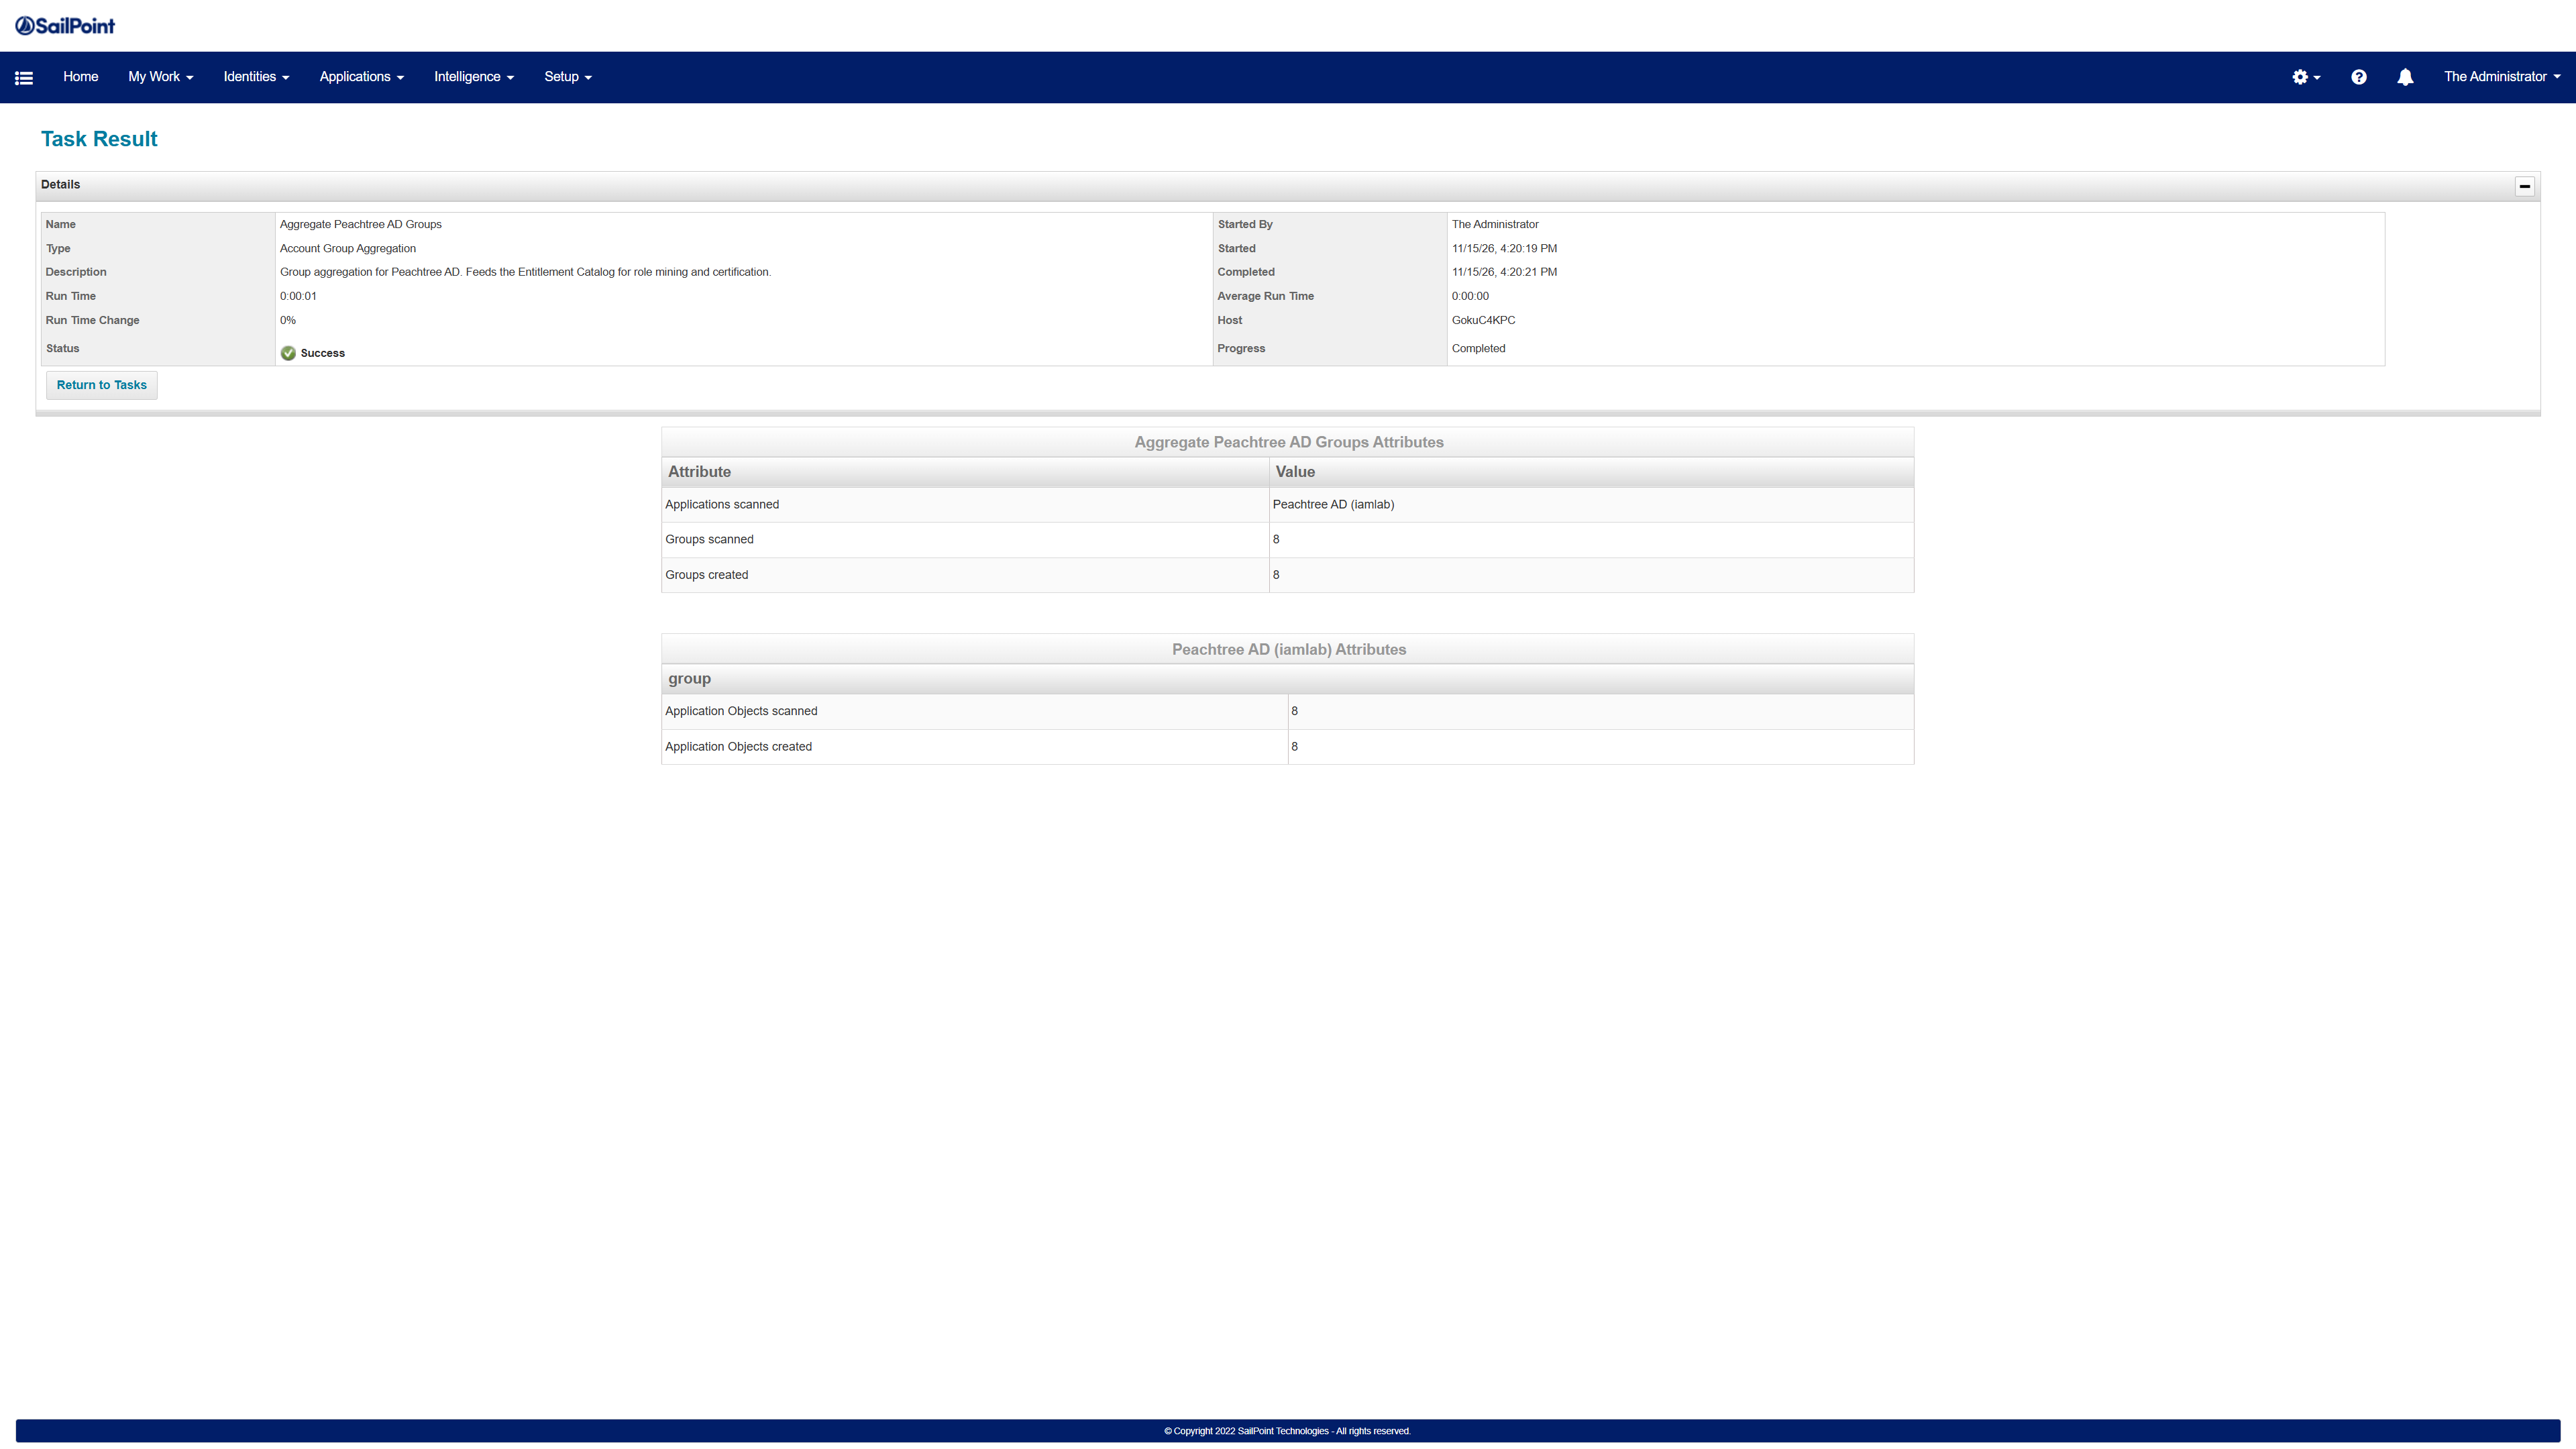 SailPoint
Home My Work Identities Applications Intelligence Setup The Administrator
Task Result
Details
Name Aggregate Peachtree AD Groups Started By The Administrator
Type Account Group Aggregation Started 11/15/26, 4:20:19 PM
Description Group aggregation for Peachtree AD. Feeds the Entitlement Catalog for role mining and certification. Completed 11/15/26, 4:20:21 PM
Run Time 0:00:01 Average Run Time 0:00:00
Run Time Change 0% Host GokuC4KPC
Status Success Progress Completed
Return to Tasks
Aggregate Peachtree AD Groups Attributes
Attribute Value
Applications scanned Peachtree AD (iamlab)
Groups scanned 8
Groups created 8
Peachtree AD (iamlab) Attributes
group
Application Objects scanned 8
Application Objects created 8
© Copyright 2022 SailPoint Technologies - All rights reserved.